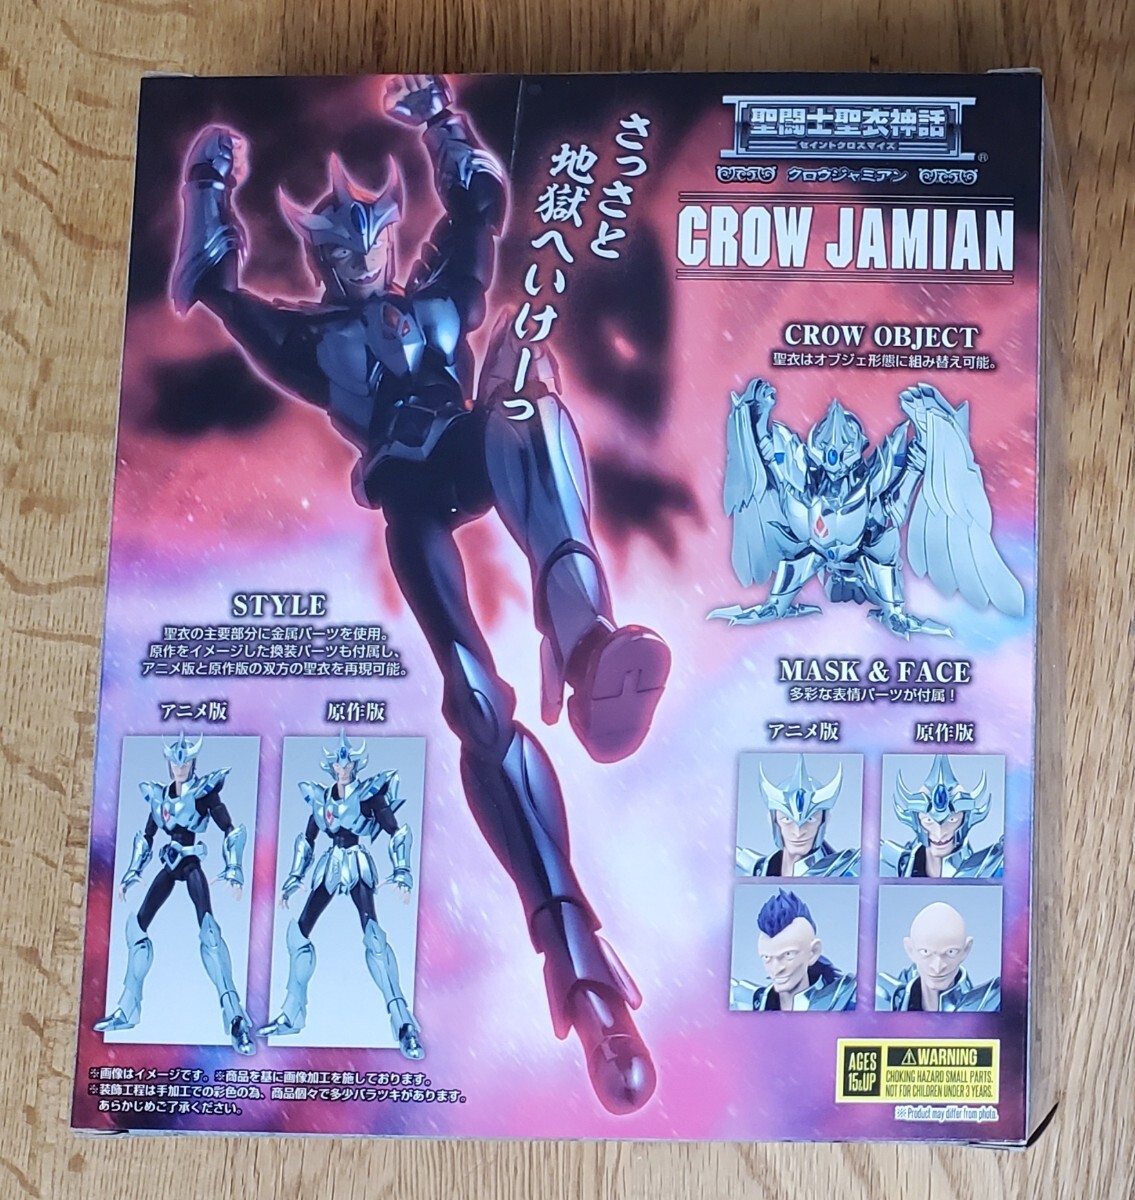 聖闘士聖衣神話
セイントクロスマイス
®
クロウジャミアン
CROW JAMIAN
さっさと
地獄へいけーっ
CROW OBJECT
聖衣はオブジェ形態に組み替え可能。
STYLE
聖衣の主要部分に金属パーツを使用。
原作をイメージした換装パーツも付属し、
アニメ版と原作版の双方の聖衣を再現可能。
アニメ版
原作版
MASK & FACE
多彩な表情パーツが付属！
アニメ版
原作版
※画像はイメージです。※商品を基に画像加工を施しております。
※装飾工程は手加工での彩色の為、商品個々で多少バラツキがあります。
あらかじめご了承ください。
AGES
15&UP
WARNING
CHOKING HAZARD SMALL PARTS.
NOT FOR CHILDREN UNDER 3 YEARS.
※Product may differ from photo.